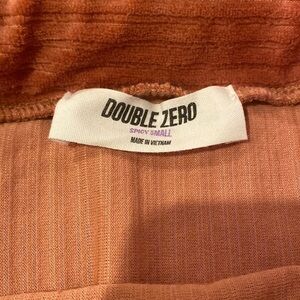 DOUBLE ZERO
SPICY SMALL
MADE IN VIETNAM